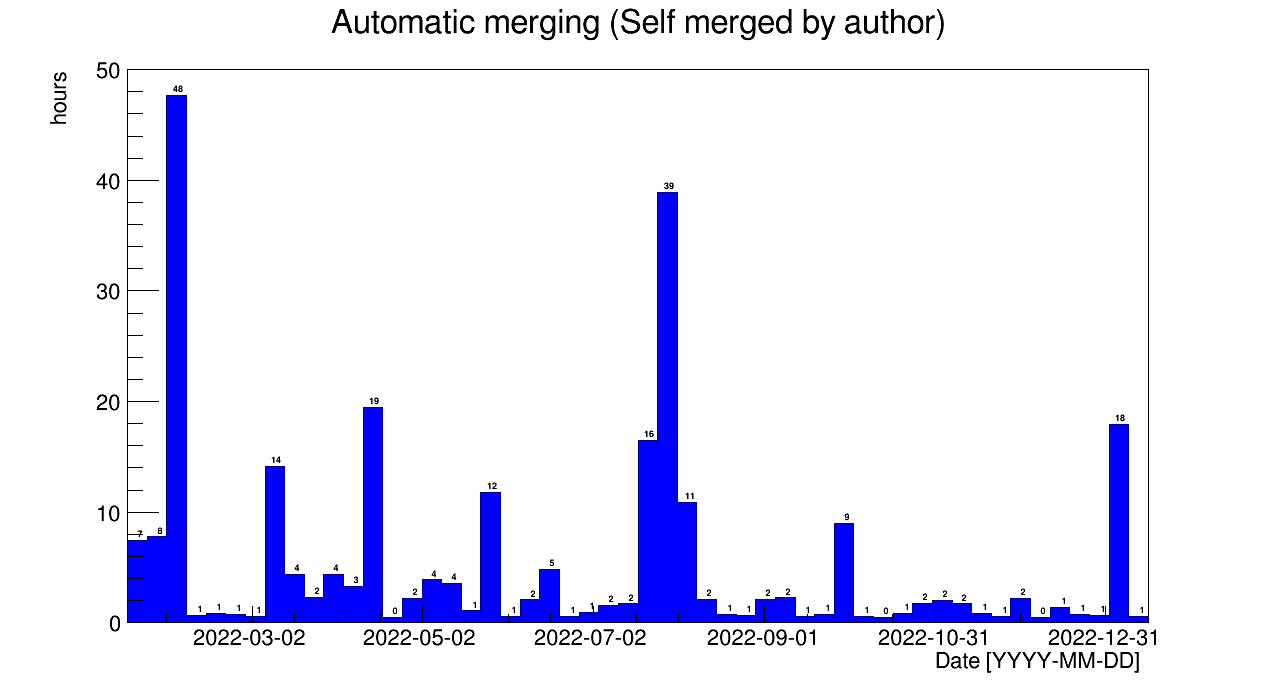 Automatic merging (Self merged by author)
hours
50
40
30
20
10
0
7 8 48 1 1 1 1 14 4 2 4 3 19 0 2 4 4 1 12 1 2 5 1 1 2 2 16 39 11 2 1 1 2 2 1 1 9 1 0 1 2 2 2 1 1 2 0 1 1 1 18 1
2022-03-02 2022-05-02 2022-07-02 2022-09-01 2022-10-31 2022-12-31
Date [YYYY-MM-DD]